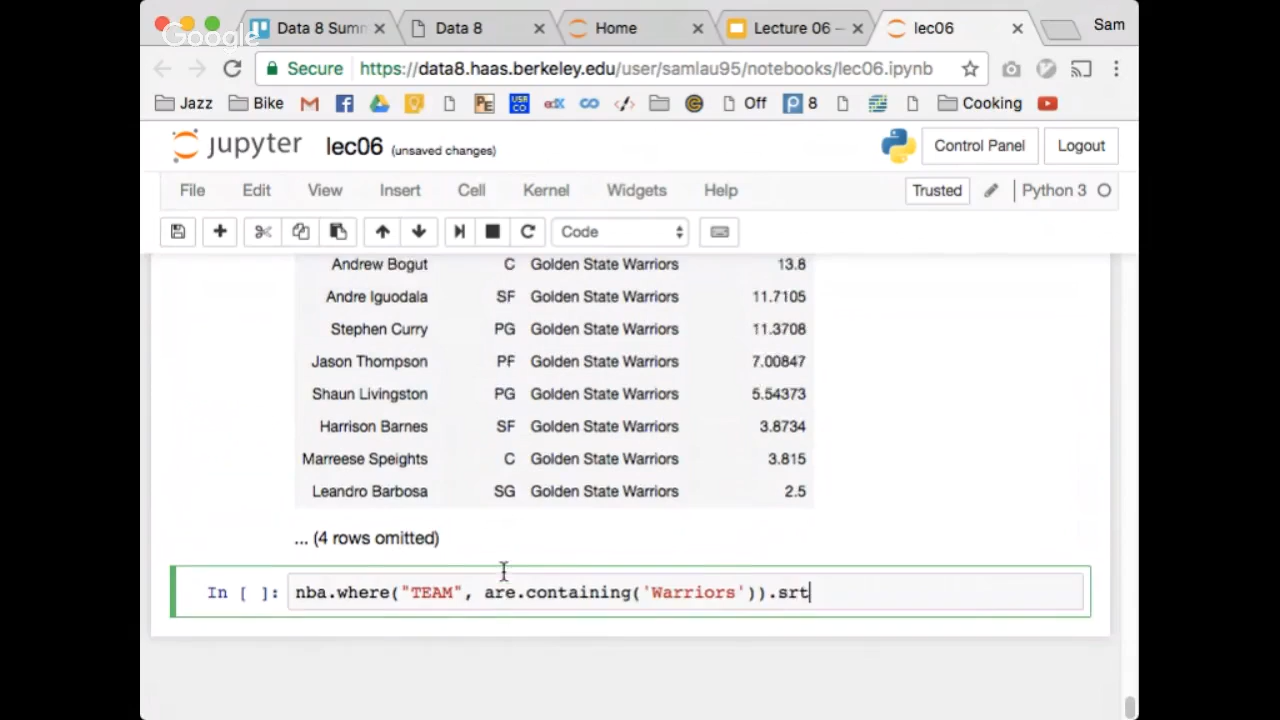 Google
Data 8 Sum
Data 8
Home
Lecture 06 –
lec06
Sam
Secure
https://data8.haas.berkeley.edu/user/samlau95/notebooks/lec06.ipynb
Jazz
Bike
Off
8
Cooking
jupyter
lec06 (unsaved changes)
Control Panel
Logout
File Edit View Insert Cell Kernel Widgets Help
Trusted
Python 3
Code
Andrew Bogut C Golden State Warriors 13.8
Andre Iguodala SF Golden State Warriors 11.7105
Stephen Curry PG Golden State Warriors 11.3708
Jason Thompson PF Golden State Warriors 7.00847
Shaun Livingston PG Golden State Warriors 5.54373
Harrison Barnes SF Golden State Warriors 3.8734
Marreese Speights C Golden State Warriors 3.815
Leandro Barbosa SG Golden State Warriors 2.5
... (4 rows omitted)
In [ ]: nba.where("TEAM", are.containing('Warriors')).srt